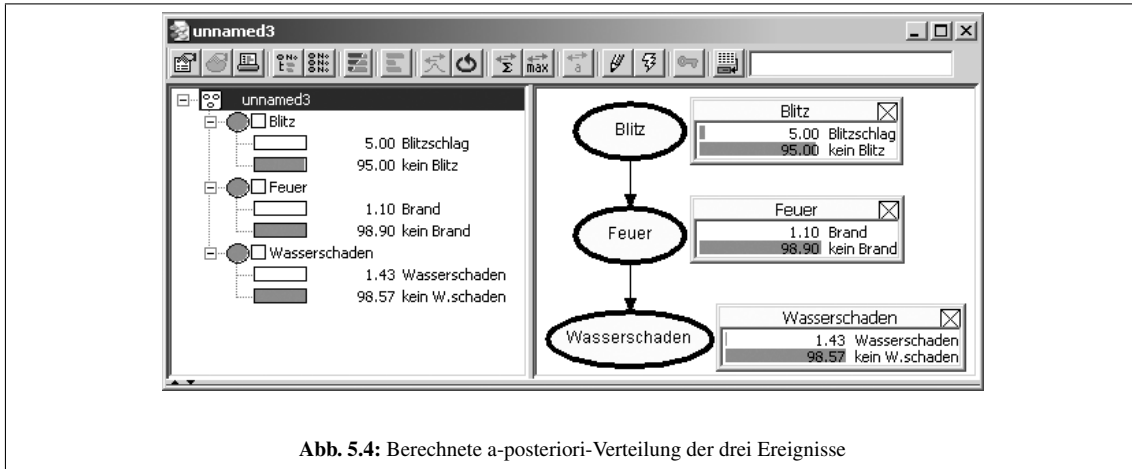 unnamed3
Σ max a
unnamed3
Blitz
5.00 Blitzschlag
95.00 kein Blitz
Feuer
1.10 Brand
98.90 kein Brand
Wasserschaden
1.43 Wasserschaden
98.57 kein W.schaden
Blitz
Blitz
5.00 Blitzschlag
95.00 kein Blitz
Feuer
Feuer
1.10 Brand
98.90 kein Brand
Wasserschaden
Wasserschaden
1.43 Wasserschaden
98.57 kein W.schaden
Abb. 5.4: Berechnete a-posteriori-Verteilung der drei Ereignisse